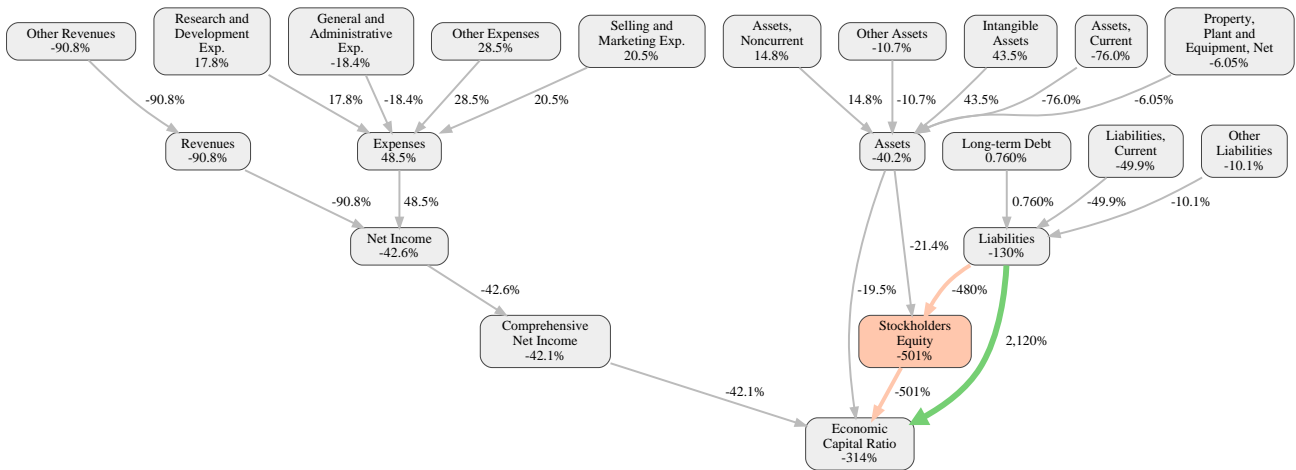 Other Revenues
-90.8%
Research and
Development
Exp.
17.8%
General and
Administrative
Exp.
-18.4%
Other Expenses
28.5%
Selling and
Marketing Exp.
20.5%
Assets,
Noncurrent
14.8%
Other Assets
-10.7%
Intangible
Assets
43.5%
Assets,
Current
-76.0%
Property,
Plant and
Equipment, Net
-6.05%
-90.8%
17.8%
-18.4%
28.5%
20.5%
14.8%
-10.7%
43.5%
-76.0%
-6.05%
Revenues
-90.8%
Expenses
48.5%
Assets
-40.2%
Long-term Debt
0.760%
Liabilities,
Current
-49.9%
Other
Liabilities
-10.1%
-90.8%
48.5%
0.760%
-49.9%
-10.1%
Net Income
-42.6%
-21.4%
Liabilities
-130%
-42.6%
-19.5%
-480%
Comprehensive
Net Income
-42.1%
Stockholders
Equity
-501%
2,120%
-42.1%
-501%
Economic
Capital Ratio
-314%